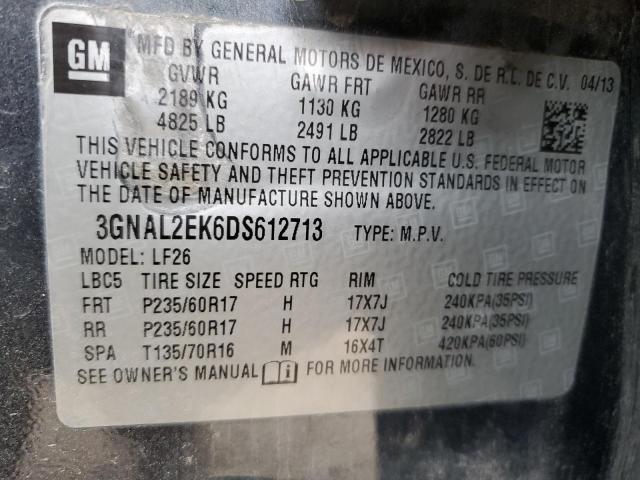 GM MFD BY GENERAL MOTORS DE MEXICO, S. DE R.L. DE C.V. 04/13
GVWR GAWR FRT GAWR RR
2189 KG 1130 KG 1280 KG
4825 LB 2491 LB 2822 LB
THIS VEHICLE CONFORMS TO ALL APPLICABLE U.S. FEDERAL MOTOR
VEHICLE SAFETY AND THEFT PREVENTION STANDARDS IN EFFECT ON
THE DATE OF MANUFACTURE SHOWN ABOVE.
3GNAL2EK6DS612713 TYPE: M.P.V.
MODEL: LF26
LBC5 TIRE SIZE SPEED RTG RIM COLD TIRE PRESSURE
FRT P235/60R17 H 17X7J 240KPA(35PSI)
RR P235/60R17 H 17X7J 240KPA(35PSI)
SPA T135/70R16 M 16X4T 420KPA(60PSI)
SEE OWNER'S MANUAL i FOR MORE INFORMATION.